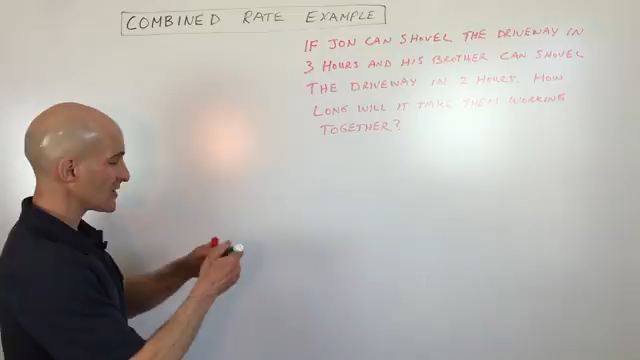 COMBINED RATE EXAMPLE
IF JON CAN SHOVEL THE DRIVEWAY IN
3 HOURS AND HIS BROTHER CAN SHOVEL
THE DRIVEWAY IN 2 HOURS. HOW
LONG WILL IT TAKE THEM WORKING
TOGETHER?